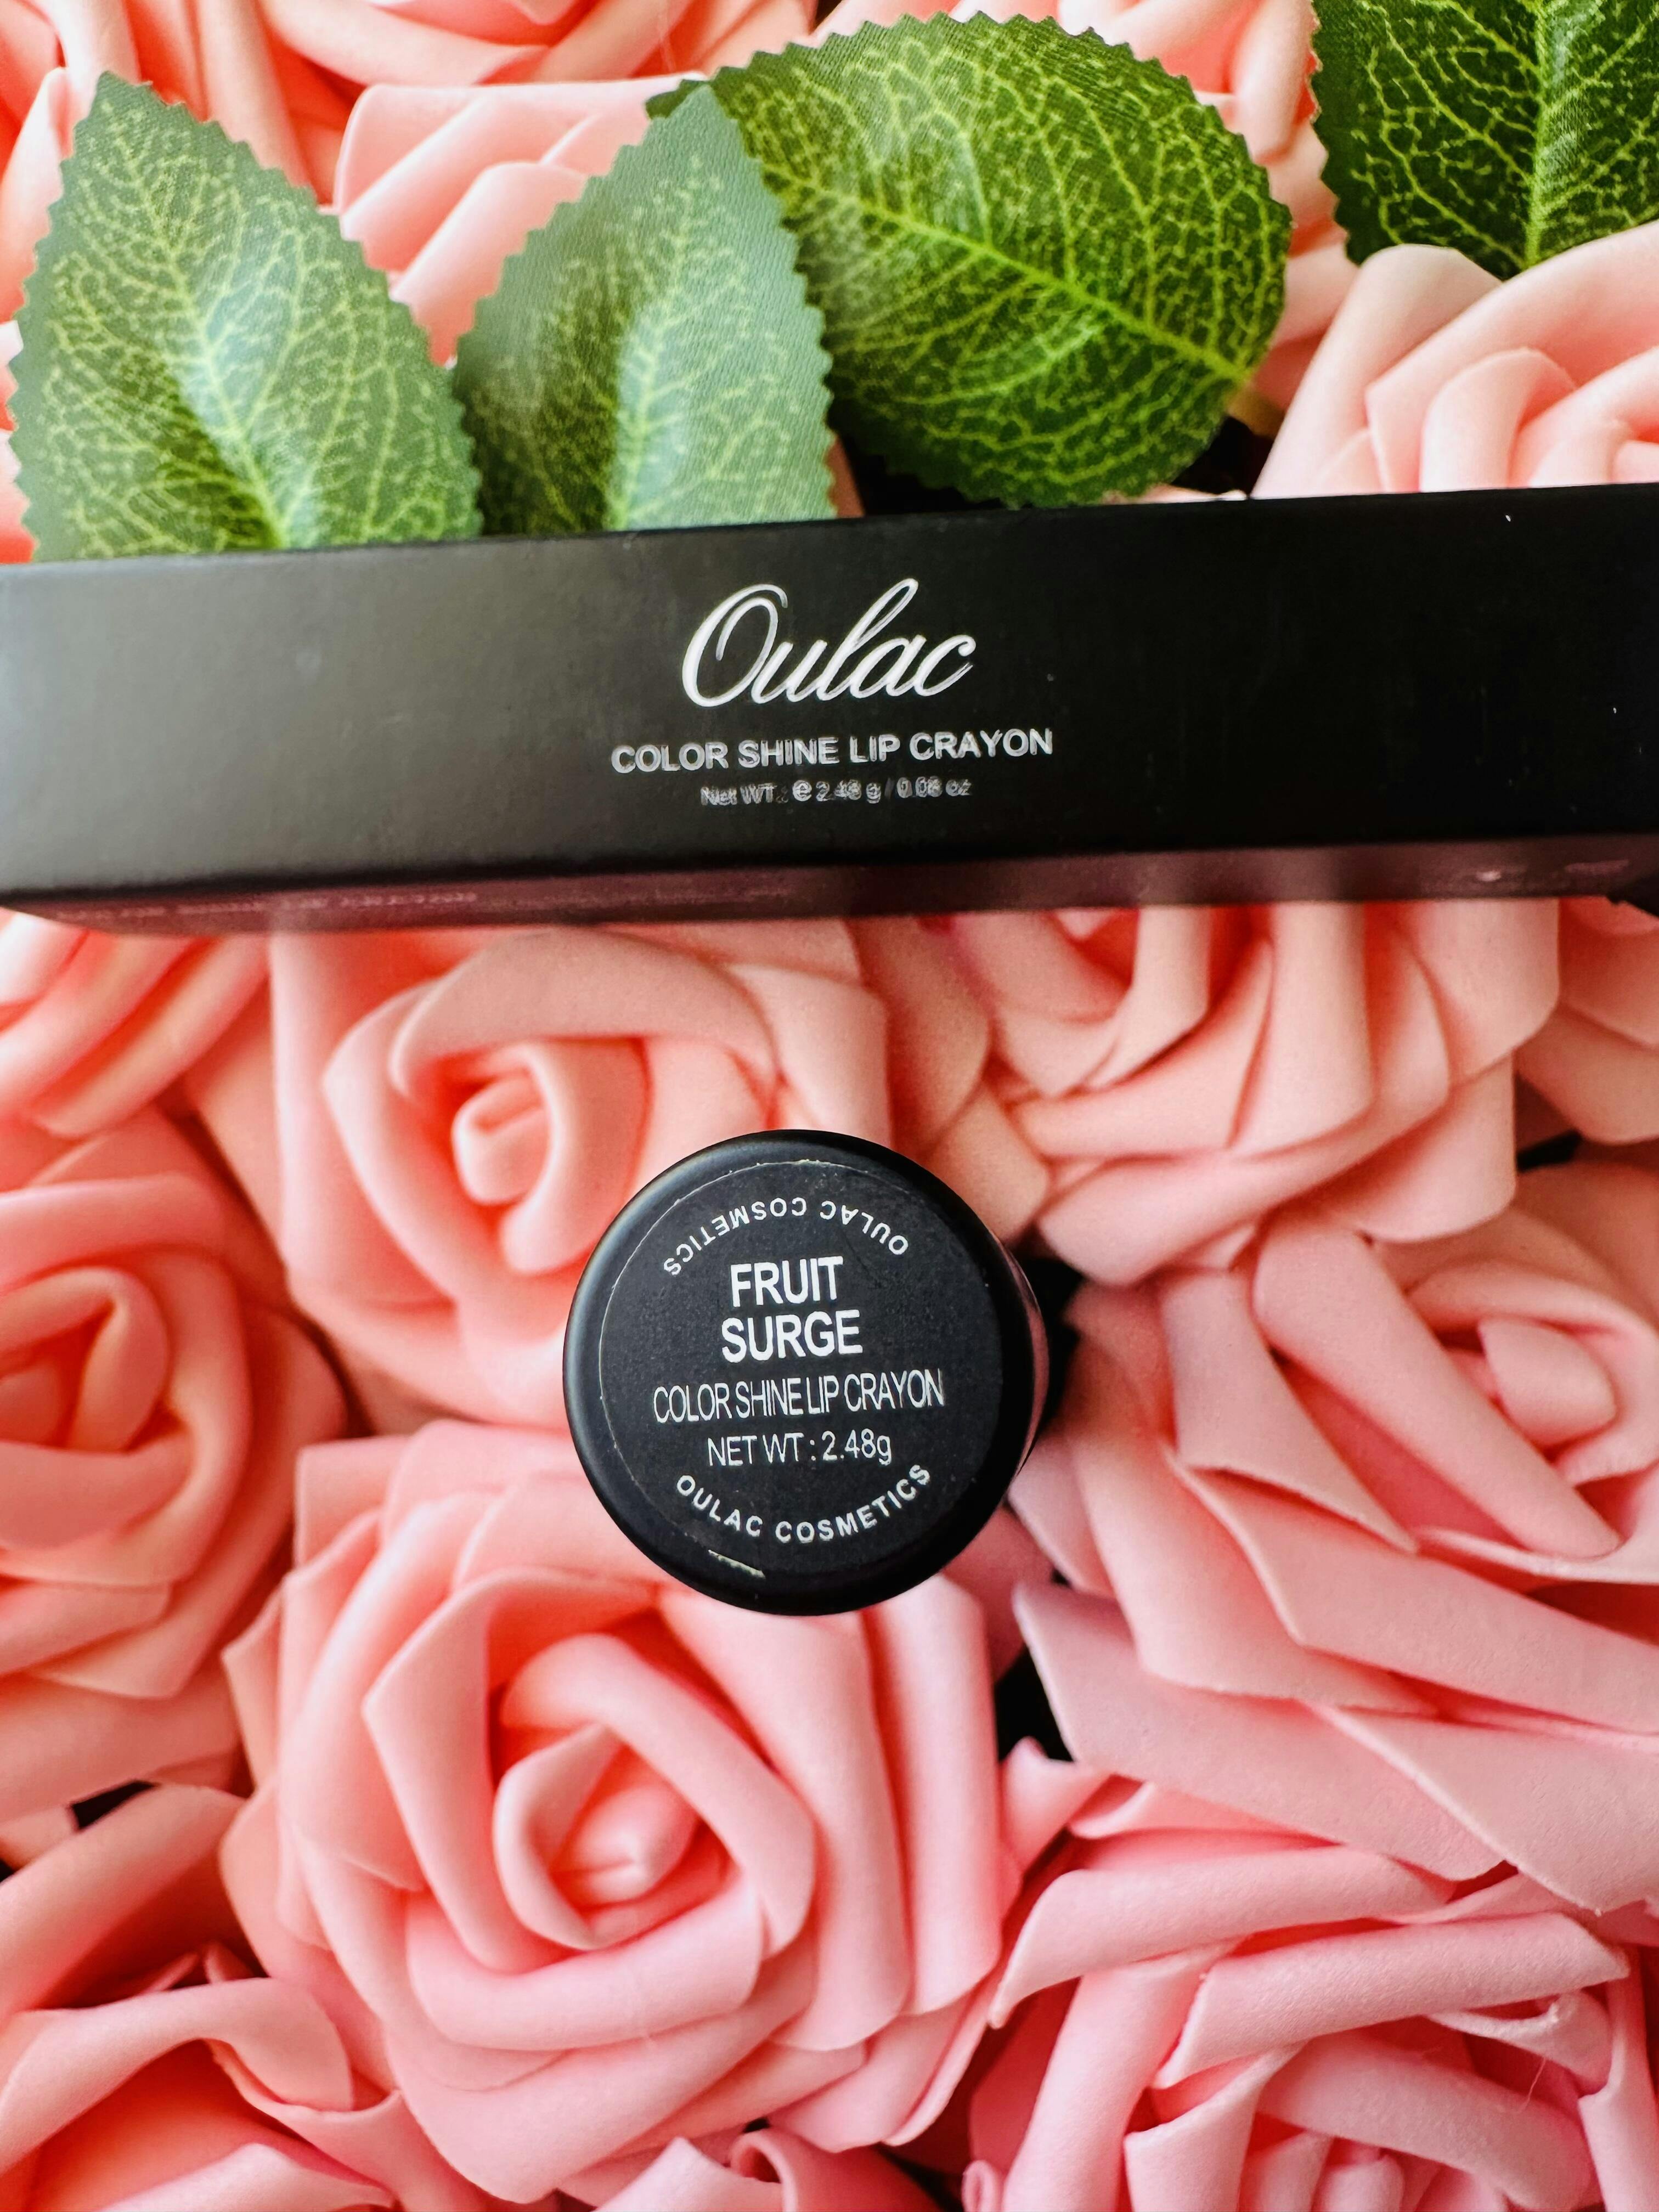 Oulac
COLOR SHINE LIP CRAYON
Net WT.: ℮ 2.48 g / 0.08 oz
OULAC COSMETICS
FRUIT
SURGE
COLOR SHINE LIP CRAYON
NET WT : 2.48g
OULAC COSMETICS